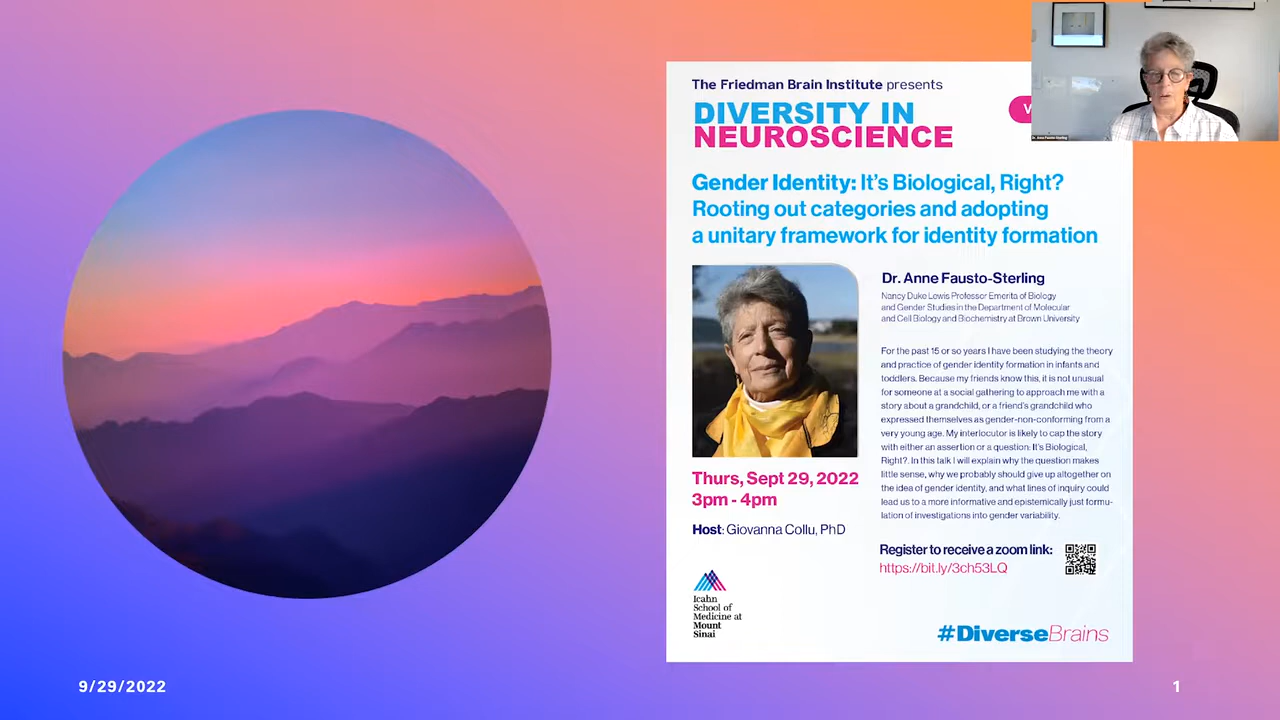 The Friedman Brain Institute presents
DIVERSITY IN
NEUROSCIENCE
Gender Identity: It's Biological, Right?
Rooting out categories and adopting
a unitary framework for identity formation
Dr. Anne Fausto-Sterling
Nancy Duke Lewis Professor Emerita of Biology
and Gender Studies in the Department of Molecular
and Cell Biology and Biochemistry at Brown University
For the past 15 or so years I have been studying the theory
and practice of gender identity formation in infants and
toddlers. Because my friends know this, it is not unusual
for someone at a social gathering to approach me with a
story about a grandchild, or a friend's grandchild who
expressed themselves as gender-non-conforming from a
very young age. My interlocutor is likely to cap the story
with either an assertion or a question: It's Biological,
Right?. In this talk I will explain why the question makes
little sense, why we probably should give up altogether on
the idea of gender identity, and what lines of inquiry could
lead us to a more informative and epistemically just formu-
lation of investigations into gender variability.
Thurs, Sept 29, 2022
3pm - 4pm
Host: Giovanna Collu, PhD
Register to receive a zoom link:
https://bit.ly/3ch53LQ
Icahn
School of
Medicine at
Mount
Sinai
#DiverseBrains
Dr. Anne Fausto-Sterling
9/29/2022
1